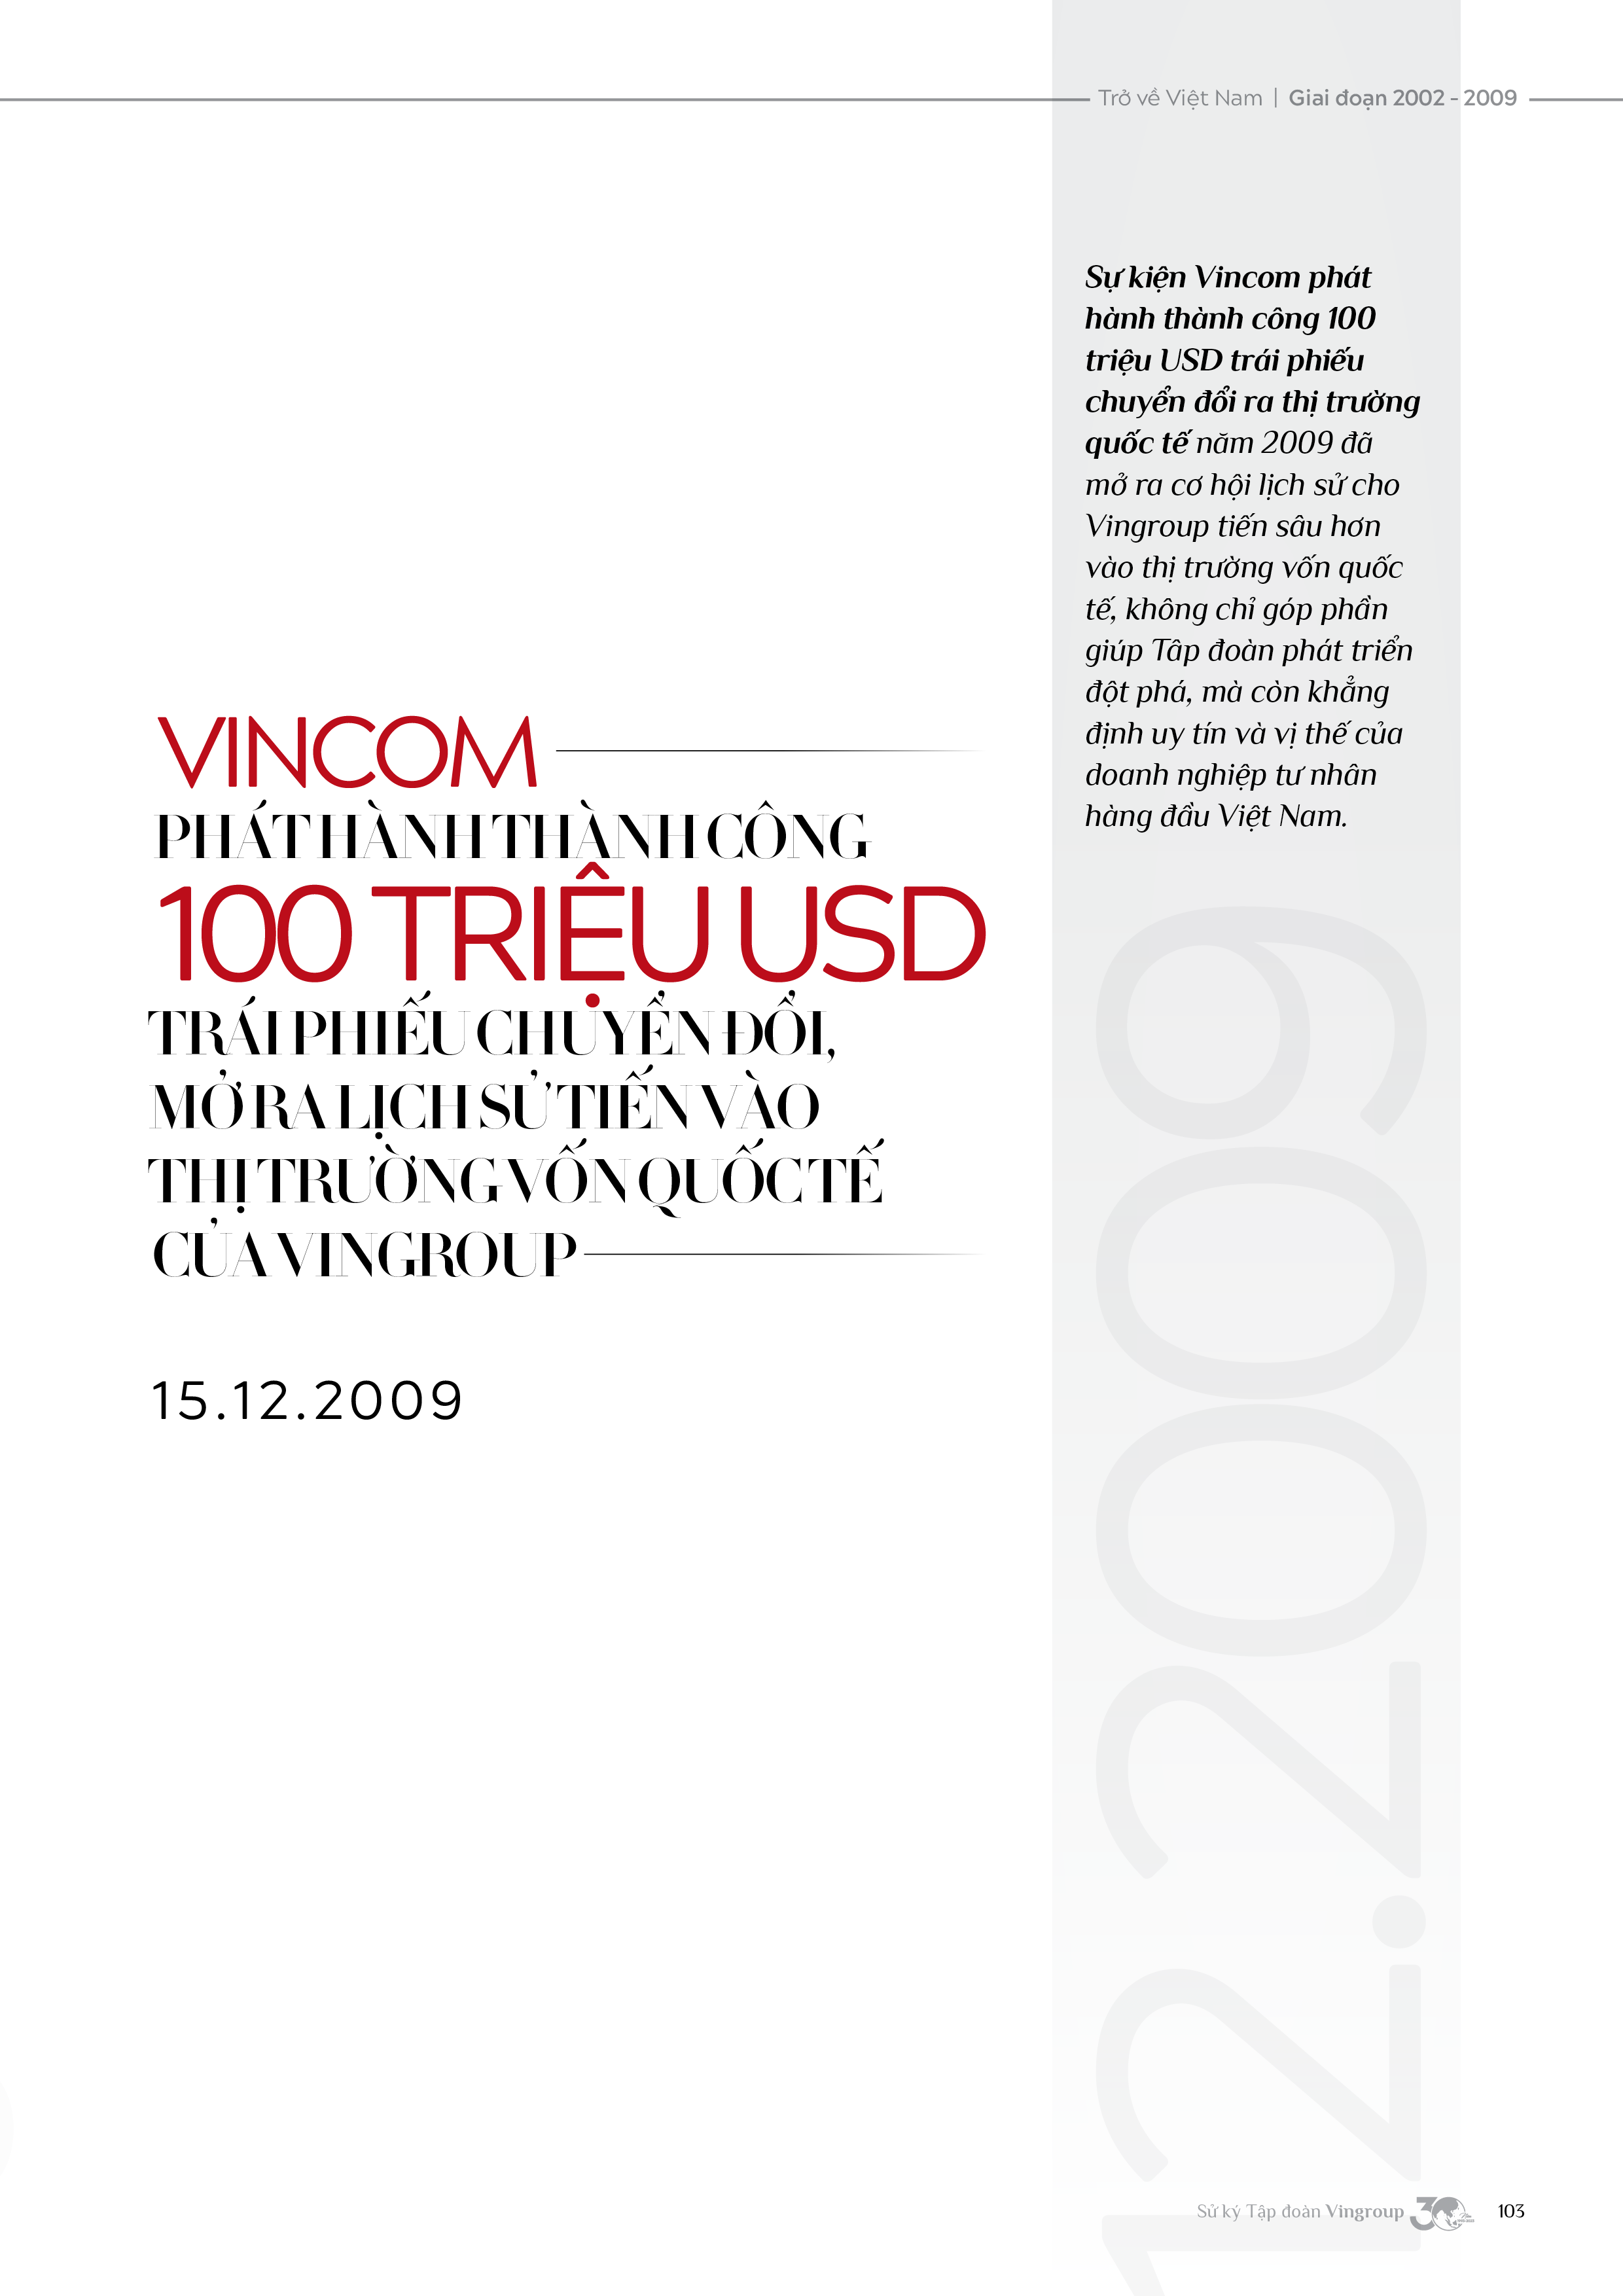 Trở về Việt Nam | Giai đoạn 2002 - 2009
Sự kiện Vincom phát
hành thành công 100
triệu USD trái phiếu
chuyển đổi ra thị trường
quốc tế năm 2009 đã
mở ra cơ hội lịch sử cho
Vingroup tiến sâu hơn
vào thị trường vốn quốc
tế, không chỉ góp phần
giúp Tâp đoàn phát triển
đột phá, mà còn khẳng
định uy tín và vị thế của
doanh nghiệp tư nhân
hàng đầu Việt Nam.
VINCOM
PHÁT HÀNH THÀNH CÔNG
100 TRIỆU USD
TRÁI PHIẾU CHUYỂN ĐỔI,
MỞ RA LỊCH SỬ TIẾN VÀO
THỊ TRƯỜNG VỐN QUỐC TẾ
CỦA VINGROUP
15.12.2009
12.2009
Sử ký Tập đoàn Vingroup 30
103